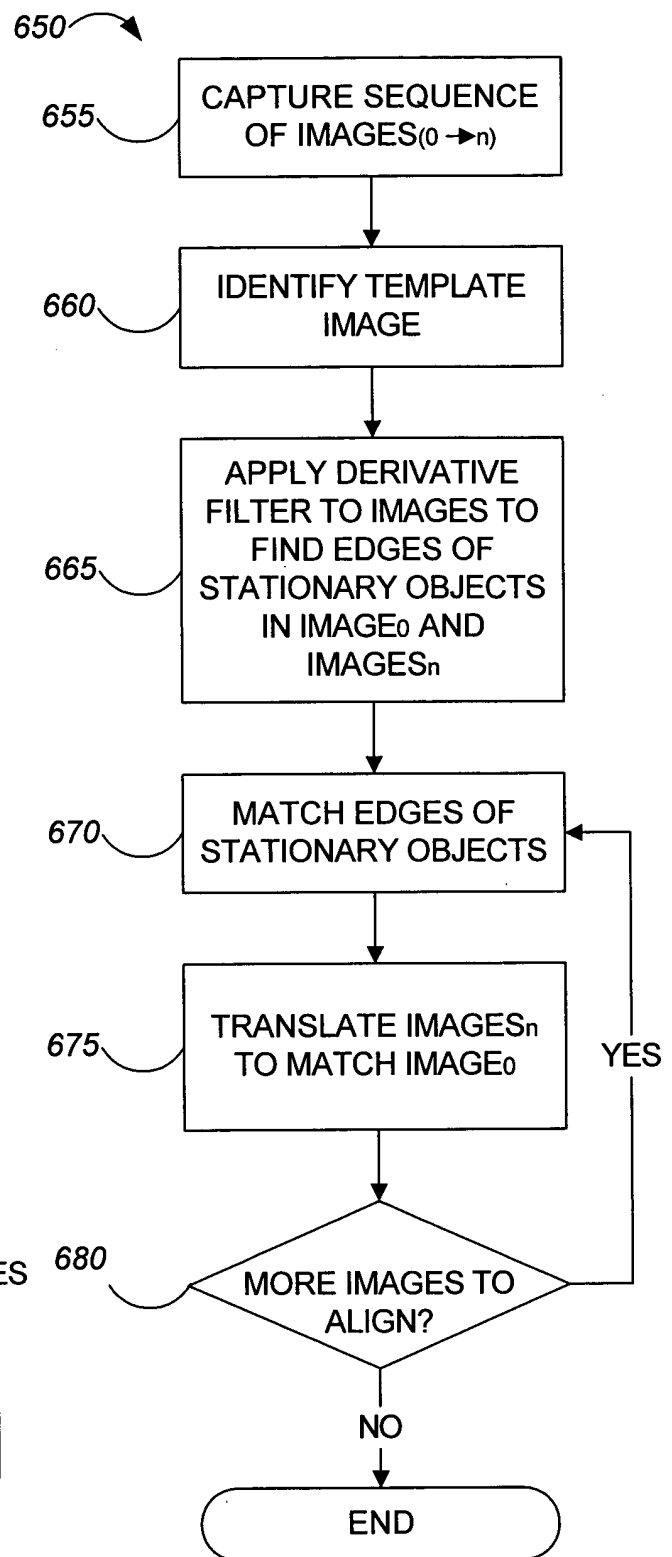 650
655
CAPTURE SEQUENCE
OF IMAGES(0 → n)
660
IDENTIFY TEMPLATE
IMAGE
665
APPLY DERIVATIVE
FILTER TO IMAGES TO
FIND EDGES OF
STATIONARY OBJECTS
IN IMAGE0 AND
IMAGESn
670
MATCH EDGES OF
STATIONARY OBJECTS
675
TRANSLATE IMAGESn
TO MATCH IMAGE0
YES
680
MORE IMAGES TO
ALIGN?
NO
END